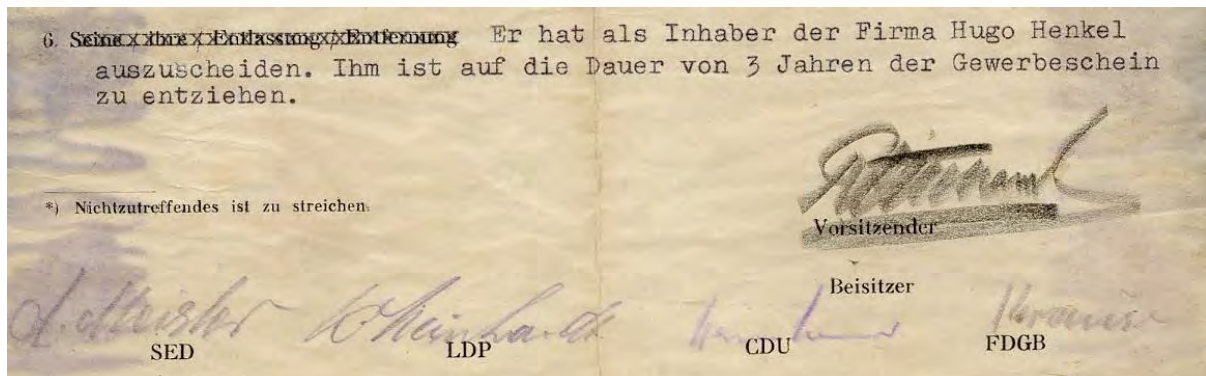 6. Seine x ihre x Entlassung x Entfernung Er hat als Inhaber der Firma Hugo Henkel
auszuscheiden. Ihm ist auf die Dauer von 3 Jahren der Gewerbeschein
zu entziehen.
*) Nichtzutreffendes ist zu streichen.
Vorsitzender
Beisitzer
Krause
SED
LDP
CDU
FDGB